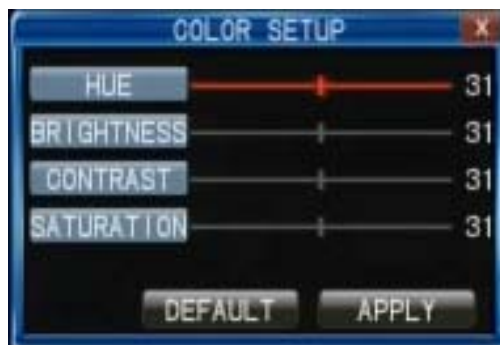 COLOR SETUP X
HUE 31
BRIGHTNESS 31
CONTRAST 31
SATURATION 31
DEFAULT APPLY